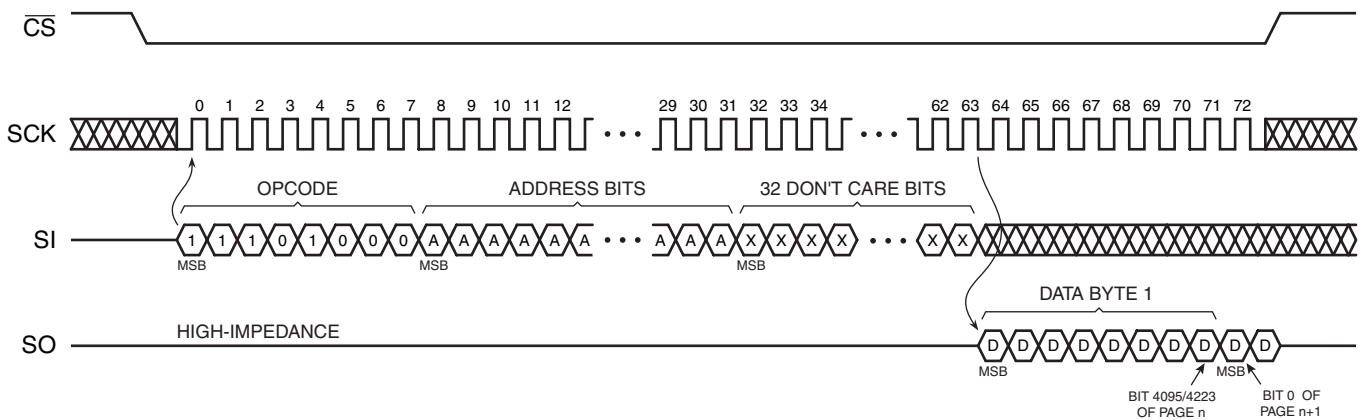 CS
SCK
0 1 2 3 4 5 6 7 8 9 10 11 12 29 30 31 32 33 34 62 63 64 65 66 67 68 69 70 71 72
OPCODE ADDRESS BITS 32 DON'T CARE BITS
SI
1 1 1 0 1 0 0 0 A A A A A A A A A X X X X X X
MSB MSB MSB
DATA BYTE 1
HIGH-IMPEDANCE
SO
D D D D D D D D D D
MSB MSB
BIT 4095/4223
OF PAGE n
BIT 0 OF
PAGE n+1